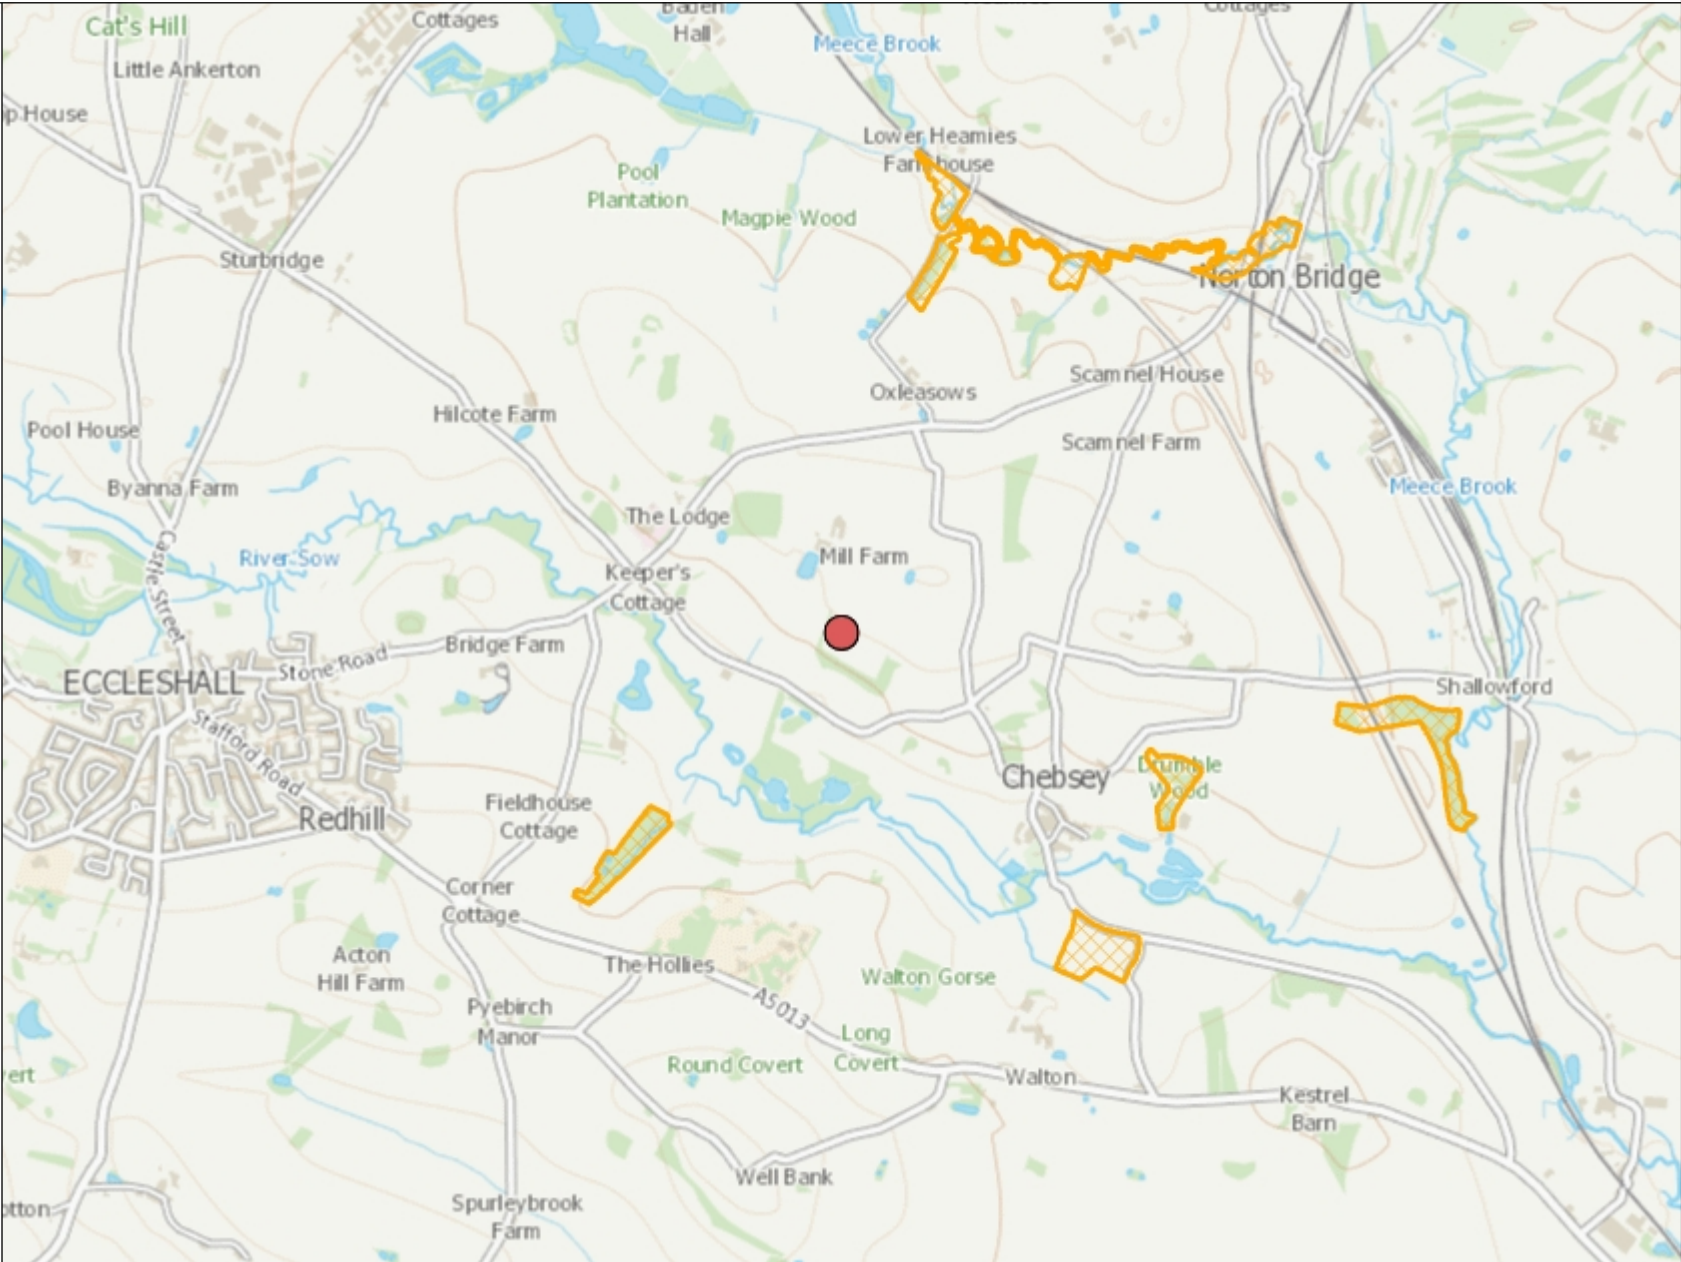 Cat's Hill
Cottages
Hall
Cottages
Little Ankerton
Meece Brook
p House
Lower Heamies
Farmhouse
Pool
Plantation
Magpie Wood
Sturbridge
Norton Bridge
Scamnel House
Oxleasows
Hilcote Farm
Pool House
Scamnel Farm
Byanna Farm
Meece Brook
The Lodge
Castle Street
River Sow
Mill Farm
Keeper's
Cottage
Bridge Farm
Stone Road
ECCLESHALL
Shallowford
Stafford Road
Chebsey
Drumble
Wood
Redhill
Fieldhouse
Cottage
Corner
Cottage
Acton
Hill Farm
The Hollies
Walton Gorse
A5013
Pyebirch
Manor
Long
Covert
Round Covert
vert
Walton
Kestrel
Barn
Well Bank
Spurleybrook
Farm
otton